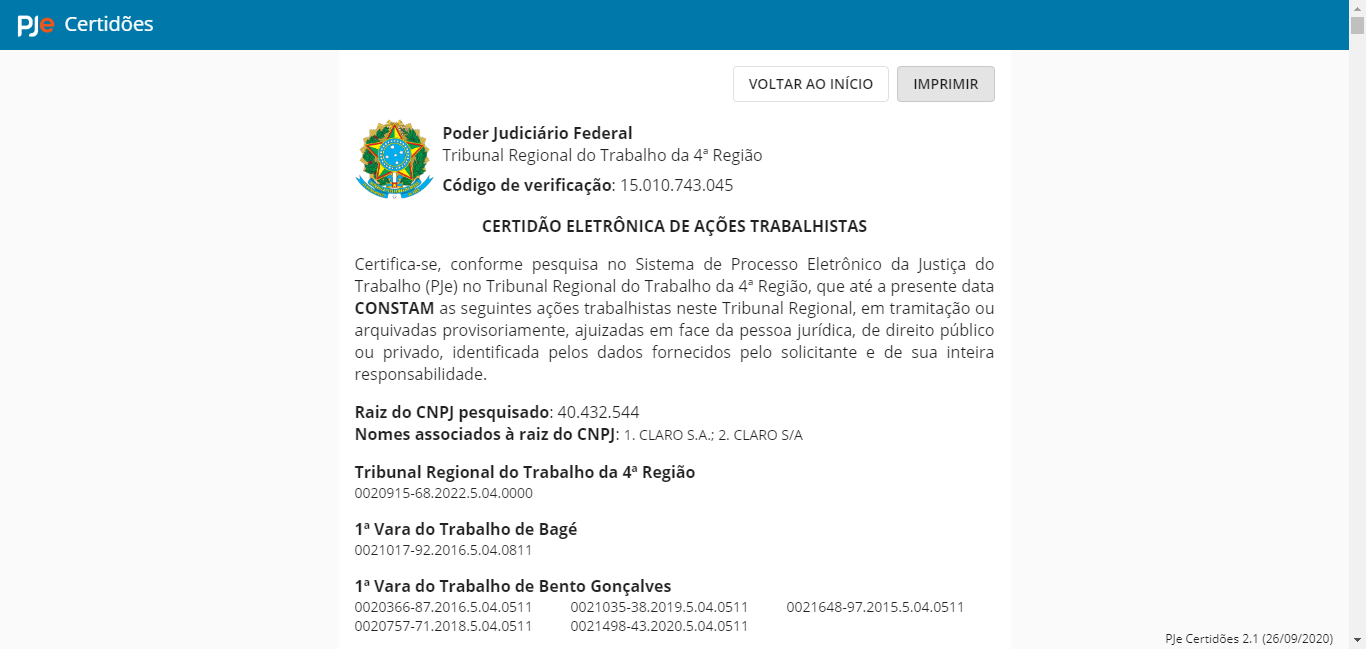 PJe Certidões
VOLTAR AO INÍCIO IMPRIMIR
Poder Judiciário Federal
Tribunal Regional do Trabalho da 4ª Região
Código de verificação: 15.010.743.045
CERTIDÃO ELETRÔNICA DE AÇÕES TRABALHISTAS
Certifica-se, conforme pesquisa no Sistema de Processo Eletrônico da Justiça do
Trabalho (PJe) no Tribunal Regional do Trabalho da 4ª Região, que até a presente data
CONSTAM as seguintes ações trabalhistas neste Tribunal Regional, em tramitação ou
arquivadas provisoriamente, ajuizadas em face da pessoa jurídica, de direito público
ou privado, identificada pelos dados fornecidos pelo solicitante e de sua inteira
responsabilidade.
Raiz do CNPJ pesquisado: 40.432.544
Nomes associados à raiz do CNPJ: 1. CLARO S.A.; 2. CLARO S/A
Tribunal Regional do Trabalho da 4ª Região
0020915-68.2022.5.04.0000
1ª Vara do Trabalho de Bagé
0021017-92.2016.5.04.0811
1ª Vara do Trabalho de Bento Gonçalves
0020366-87.2016.5.04.0511 0021035-38.2019.5.04.0511 0021648-97.2015.5.04.0511
0020757-71.2018.5.04.0511 0021498-43.2020.5.04.0511
PJe Certidões 2.1 (26/09/2020)